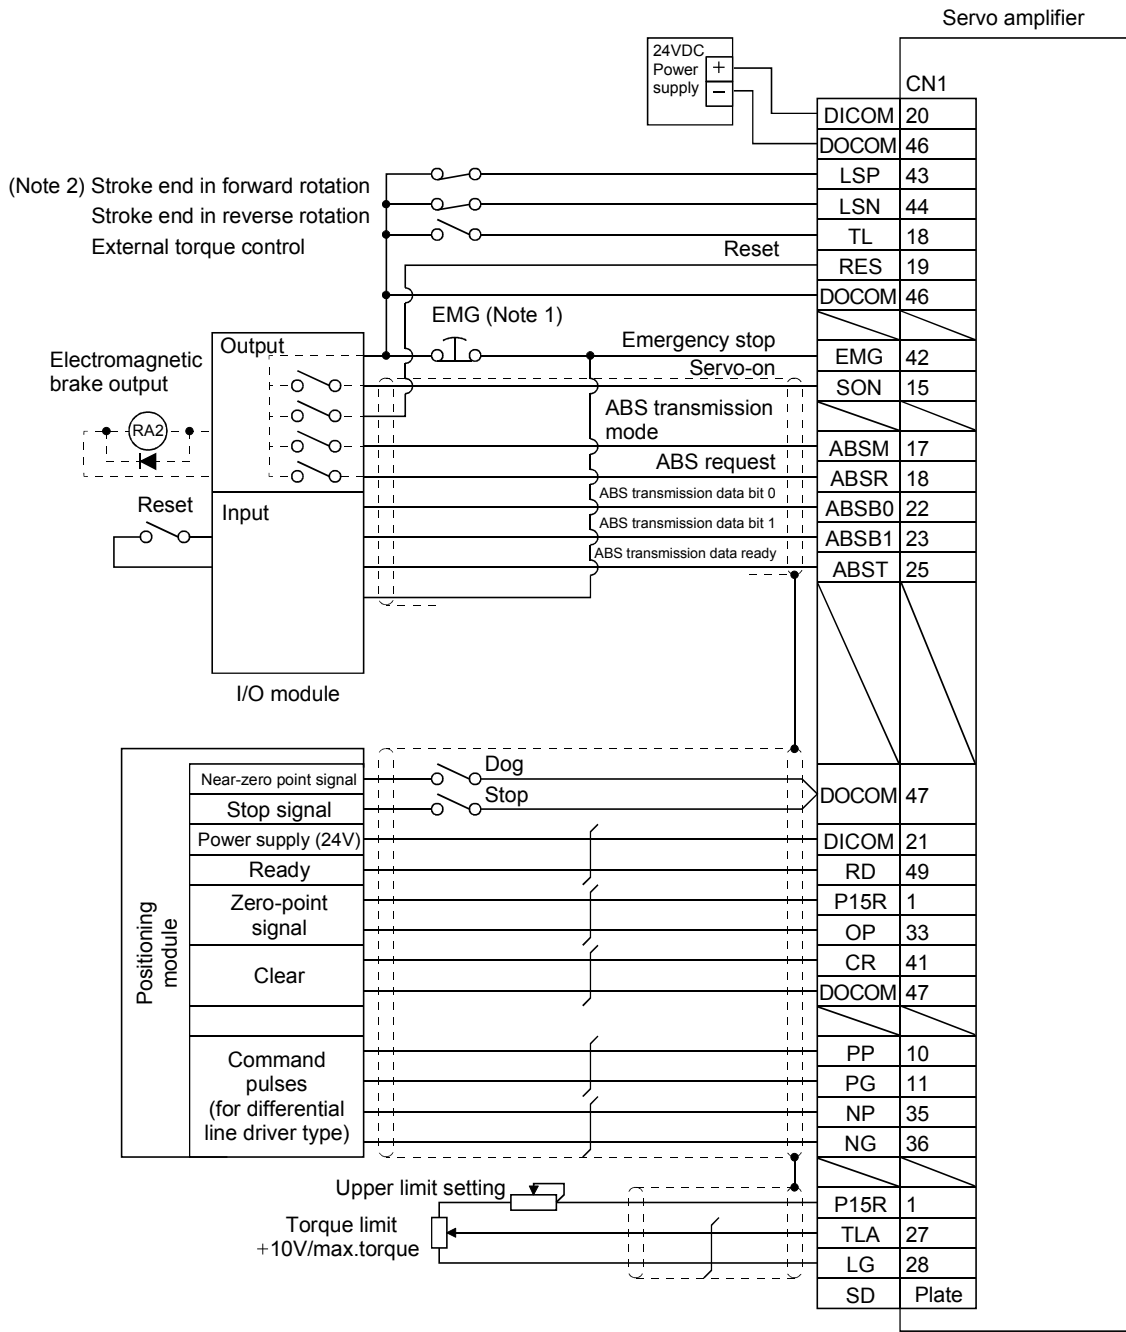 Servo amplifier
24VDC
Power
supply
+
−
CN1
DICOM 20
DOCOM 46
(Note 2) Stroke end in forward rotation
LSP 43
Stroke end in reverse rotation
LSN 44
External torque control
TL 18
Reset
RES 19
DOCOM 46
EMG (Note 1)
Output
Emergency stop
EMG 42
Electromagnetic
brake output
Servo-on
SON 15
RA2
ABS transmission
mode
ABSM 17
ABS request
ABSR 18
Reset
Input
ABS transmission data bit 0
ABSB0 22
ABS transmission data bit 1
ABSB1 23
ABS transmission data ready
ABST 25
I/O module
Positioning
module
Near-zero point signal
Dog
Stop signal
Stop
DOCOM 47
Power supply (24V)
DICOM 21
Ready
RD 49
Zero-point
signal
P15R 1
OP 33
Clear
CR 41
DOCOM 47
Command
pulses
(for differential
line driver type)
PP 10
PG 11
NP 35
NG 36
Upper limit setting
P15R 1
Torque limit
+10V/max.torque
TLA 27
LG 28
SD Plate